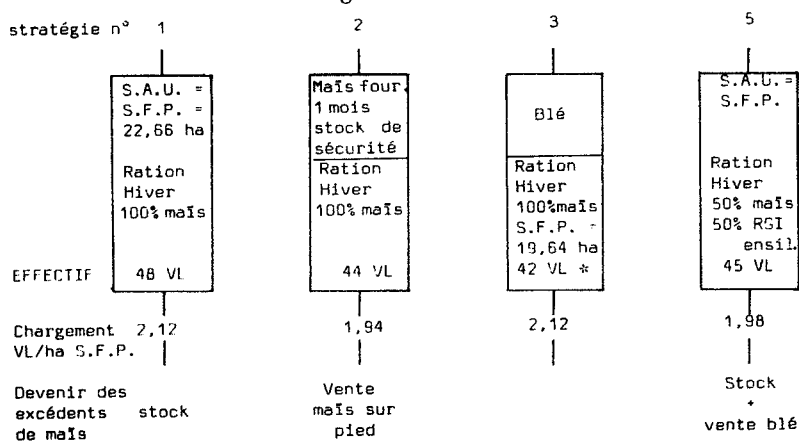 stratégie n° 1 2 3 5
S.A.U. =
S.F.P. =
22,66 ha
Ration
Hiver
100% maïs
48 VL
Maïs four.
1 mois
stock de
sécurité
Ration
Hiver
100% maïs
44 VL
Blé
Ration
Hiver
100%maïs
S.F.P. =
19,64 ha
42 VL *
S.A.U. =
S.F.P.
Ration
Hiver
50% maïs
50% RGI
ensil.
45 VL
EFFECTIF
Chargement 2,12 1,94 2,12 1,98
VL/ha S.F.P.
Devenir des
excédents stock
de maïs
Vente
maïs sur
pied
Stock
+
vente blé